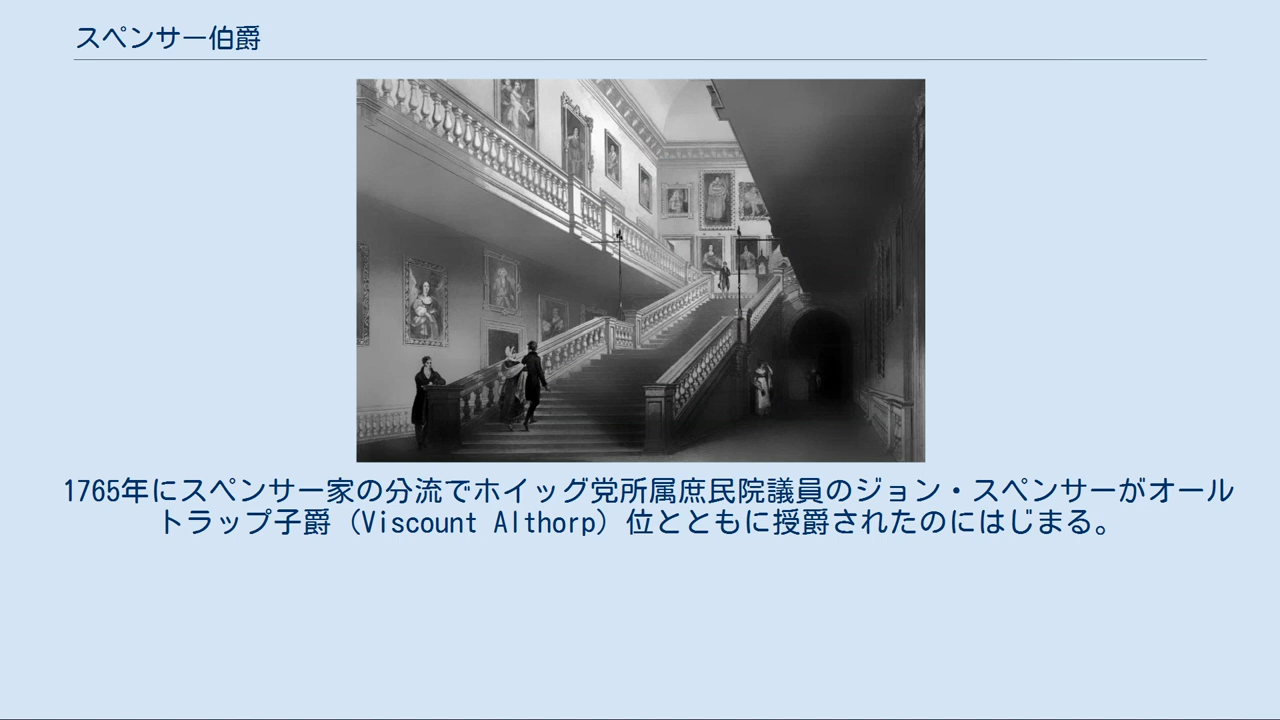 スペンサー伯爵
1765年にスペンサー家の分流でホイッグ党所属庶民院議員のジョン・スペンサーがオール
トラップ子爵（Viscount Althorp）位とともに授爵されたのにはじまる。